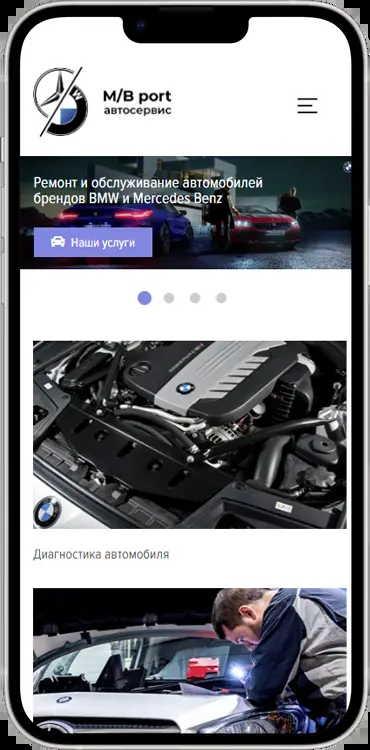 M/B port
автосервис
Ремонт и обслуживание автомобилей
брендов BMW и Mercedes Benz
Наши услуги
Диагностика автомобиля